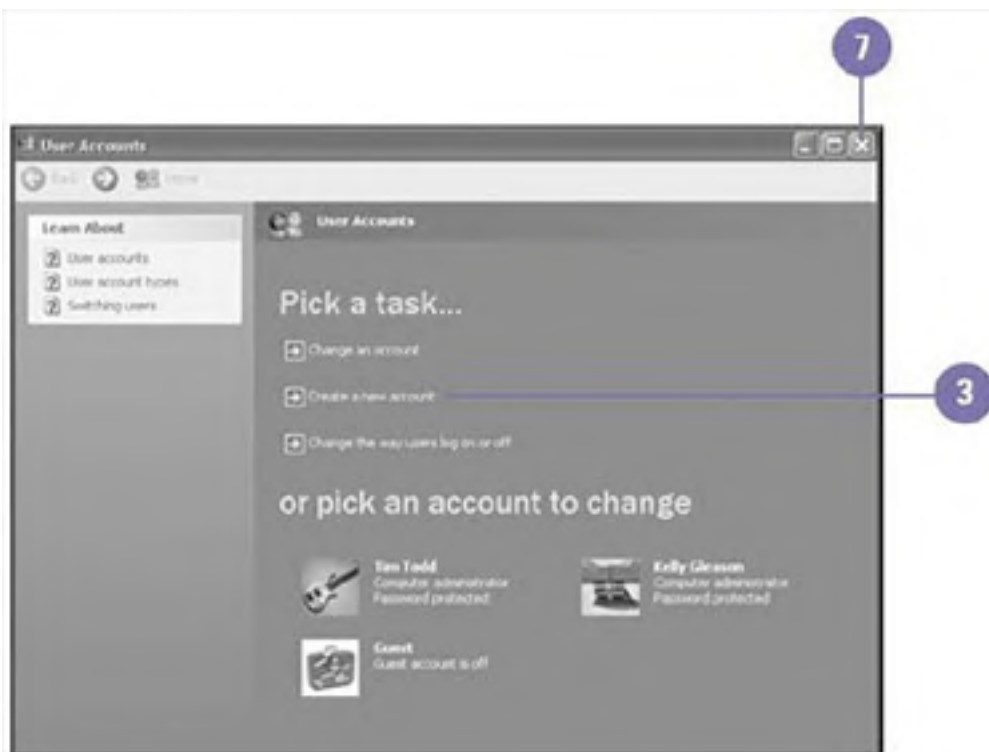 7
User Accounts
Back Home
Learn About
User Accounts
User accounts
User account types
Switching users
Pick a task...
Change an account
Create a new account
3
Change the way users log on or off
or pick an account to change
Tim Todd
Computer administrator
Password protected
Kelly Gleason
Computer administrator
Password protected
Guest
Guest account is off